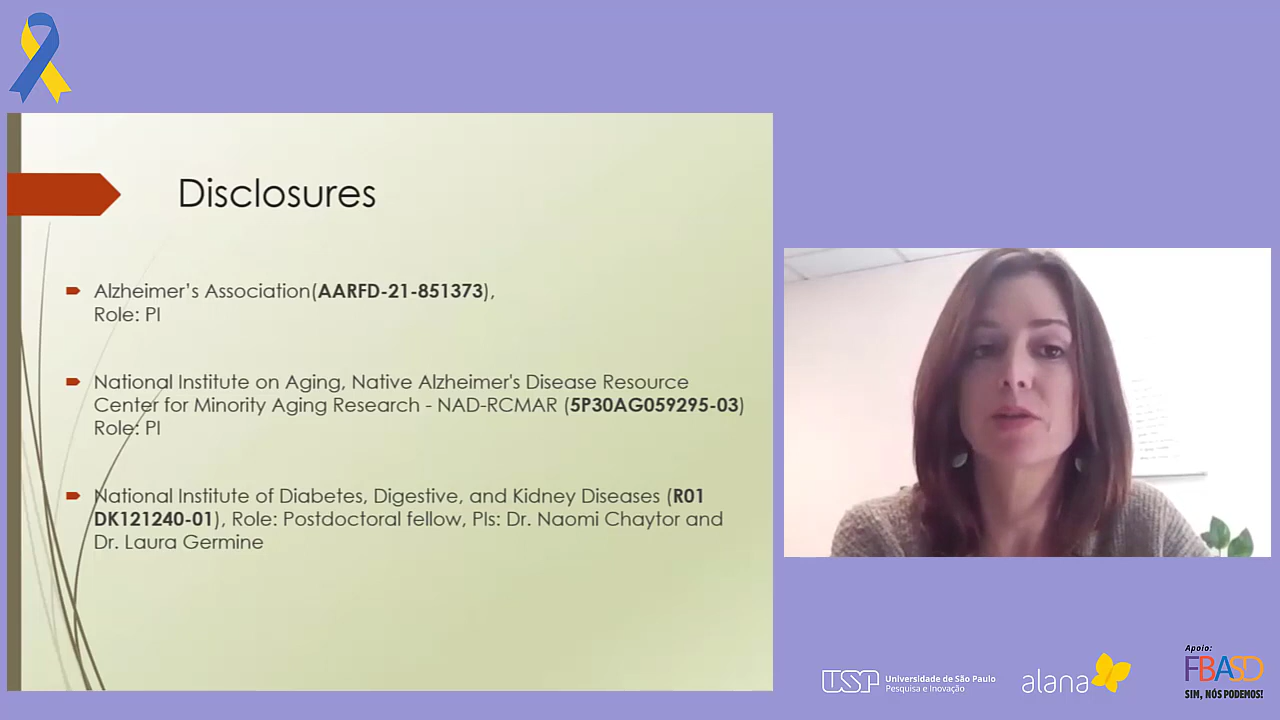 Disclosures
Alzheimer's Association(AARFD-21-851373),
Role: PI
National Institute on Aging, Native Alzheimer's Disease Resource
Center for Minority Aging Research - NAD-RCMAR (5P30AG059295-03)
Role: PI
National Institute of Diabetes, Digestive, and Kidney Diseases (R01
DK121240-01), Role: Postdoctoral fellow, PIs: Dr. Naomi Chaytor and
Dr. Laura Germine
USP Universidade de São Paulo
Pesquisa e Inovação
alana
Apoio:
FBASD
SIM, NÓS PODEMOS!